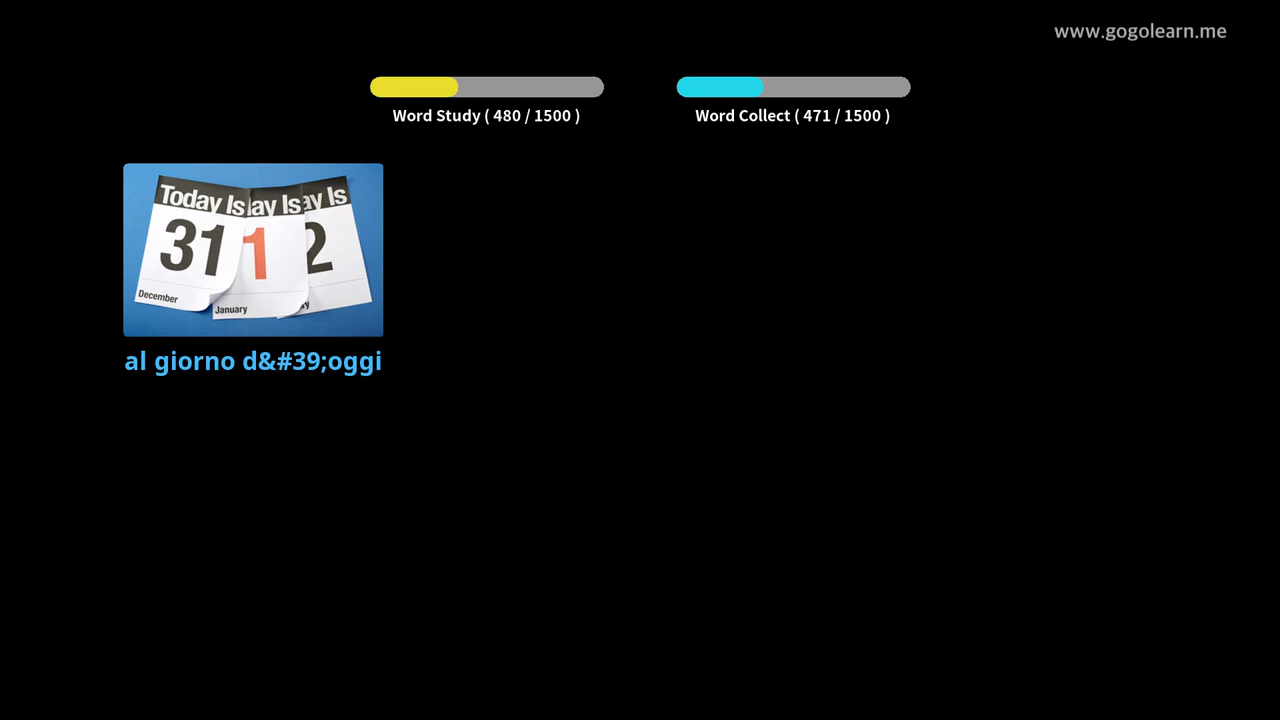 www.gogolearn.me
Word Study ( 480 / 1500 )
Word Collect ( 471 / 1500 )
Today Is
ay Is
ay Is
31
1
2
December
January
al giorno d&#39;oggi